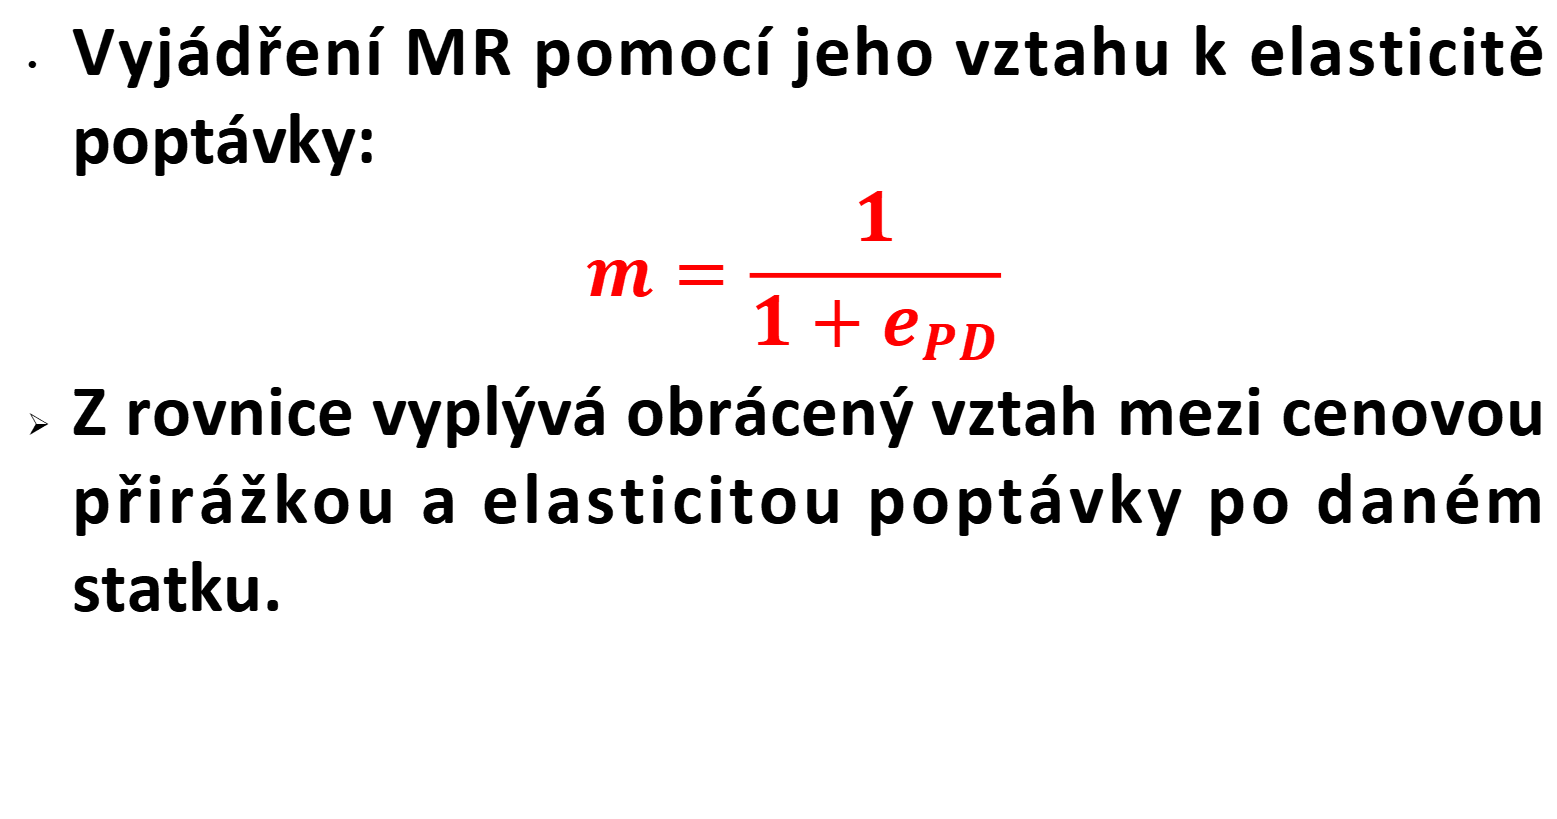 • Vyjádření MR pomocí jeho vztahu k elasticitě
poptávky:
m = 1 / (1 + e_PD)
➢ Z rovnice vyplývá obrácený vztah mezi cenovou
přirážkou a elasticitou poptávky po daném
statku.